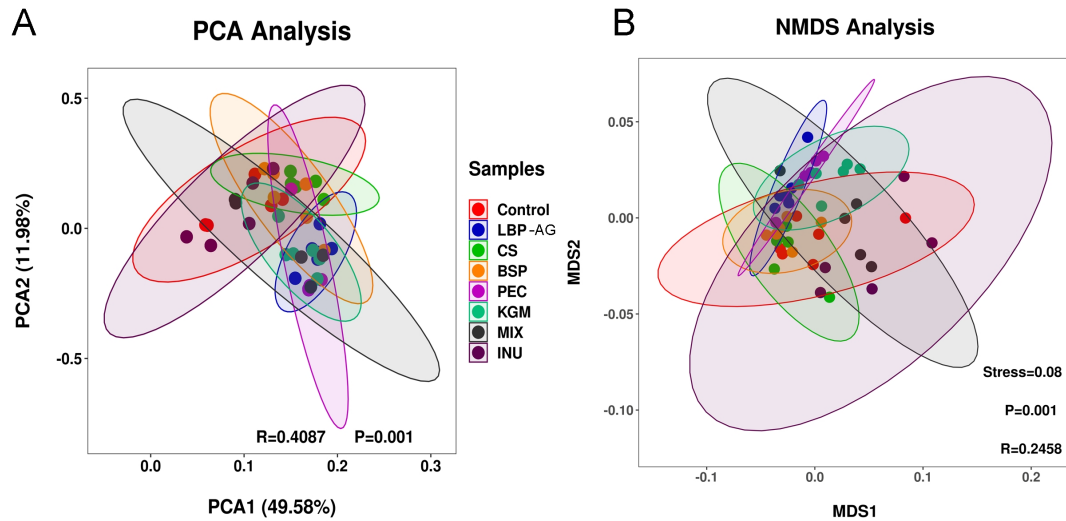 A
PCA Analysis
PCA2 (11.98%)
0.5
0.0
-0.5
R=0.4087 P=0.001
0.0 0.1 0.2 0.3
PCA1 (49.58%)
Samples
Control
LBP-AG
CS
BSP
PEC
KGM
MIX
INU
B
NMDS Analysis
MDS2
0.05
0.00
-0.05
-0.10
Stress=0.08
P=0.001
R=0.2458
-0.1 0.0 0.1 0.2
MDS1